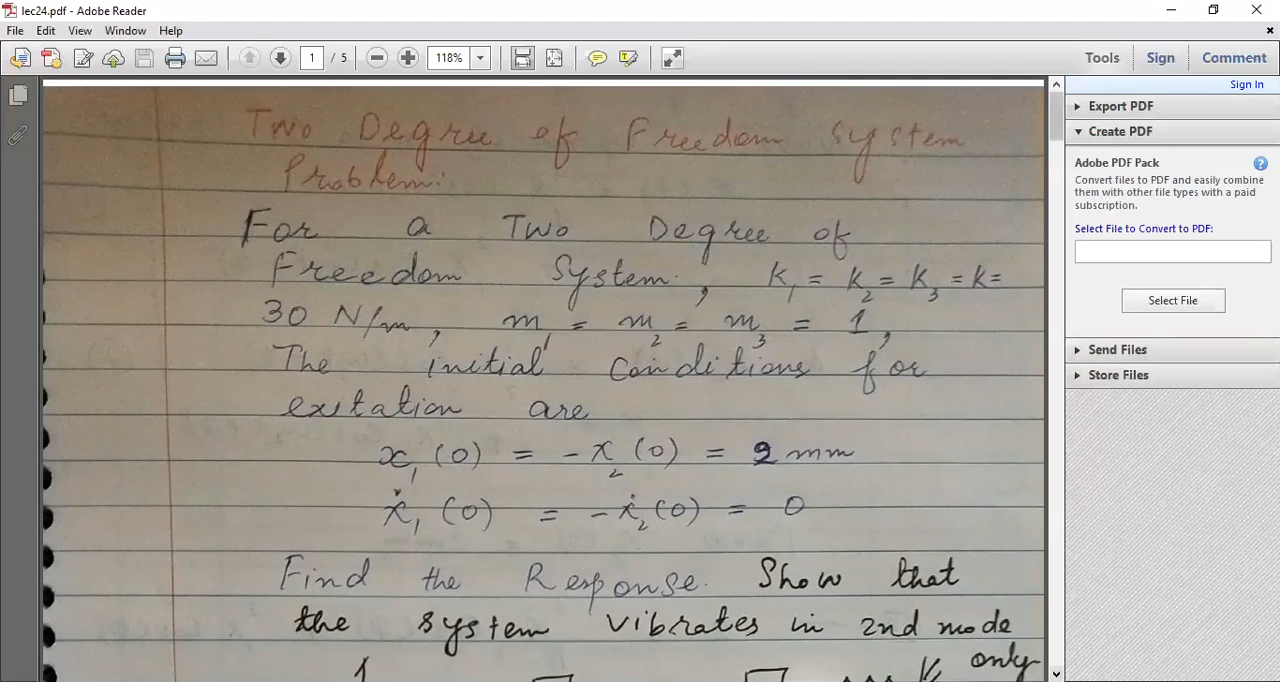 lec24.pdf - Adobe Reader
File Edit View Window Help
1 / 5 118% Tools Sign Comment
Sign In
Export PDF
Create PDF
Adobe PDF Pack
Convert files to PDF and easily combine
them with other file types with a paid
subscription.
Select File to Convert to PDF:
Select File
Send Files
Store Files
Two Degree of Freedom system
Problem:
For a Two Degree of
Freedom system, K₁ = K₂ = K₃ = k =
30 N/m, m₁ = m₂ = m₃ = 1,
The initial Conditions for
exitation are
x₁(0) = -x₂(0) = 2 mm
ẋ₁(0) = -ẋ₂(0) = 0
Find the Response. Show that
the system vibrates in 2nd mode
only